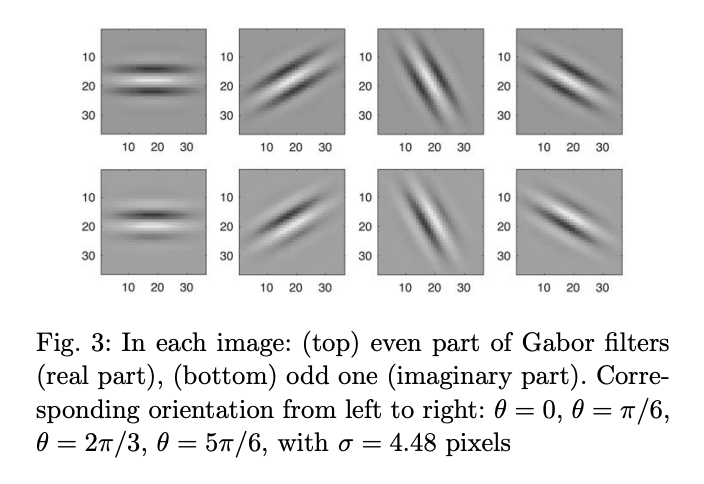 10
20
30
10
20
30
10
20
30
10
20
30
10 20 30
10 20 30
10 20 30
10 20 30
10
20
30
10
20
30
10
20
30
10
20
30
10 20 30
10 20 30
10 20 30
10 20 30
Fig. 3: In each image: (top) even part of Gabor filters
(real part), (bottom) odd one (imaginary part). Corre-
sponding orientation from left to right: θ = 0, θ = π/6,
θ = 2π/3, θ = 5π/6, with σ = 4.48 pixels